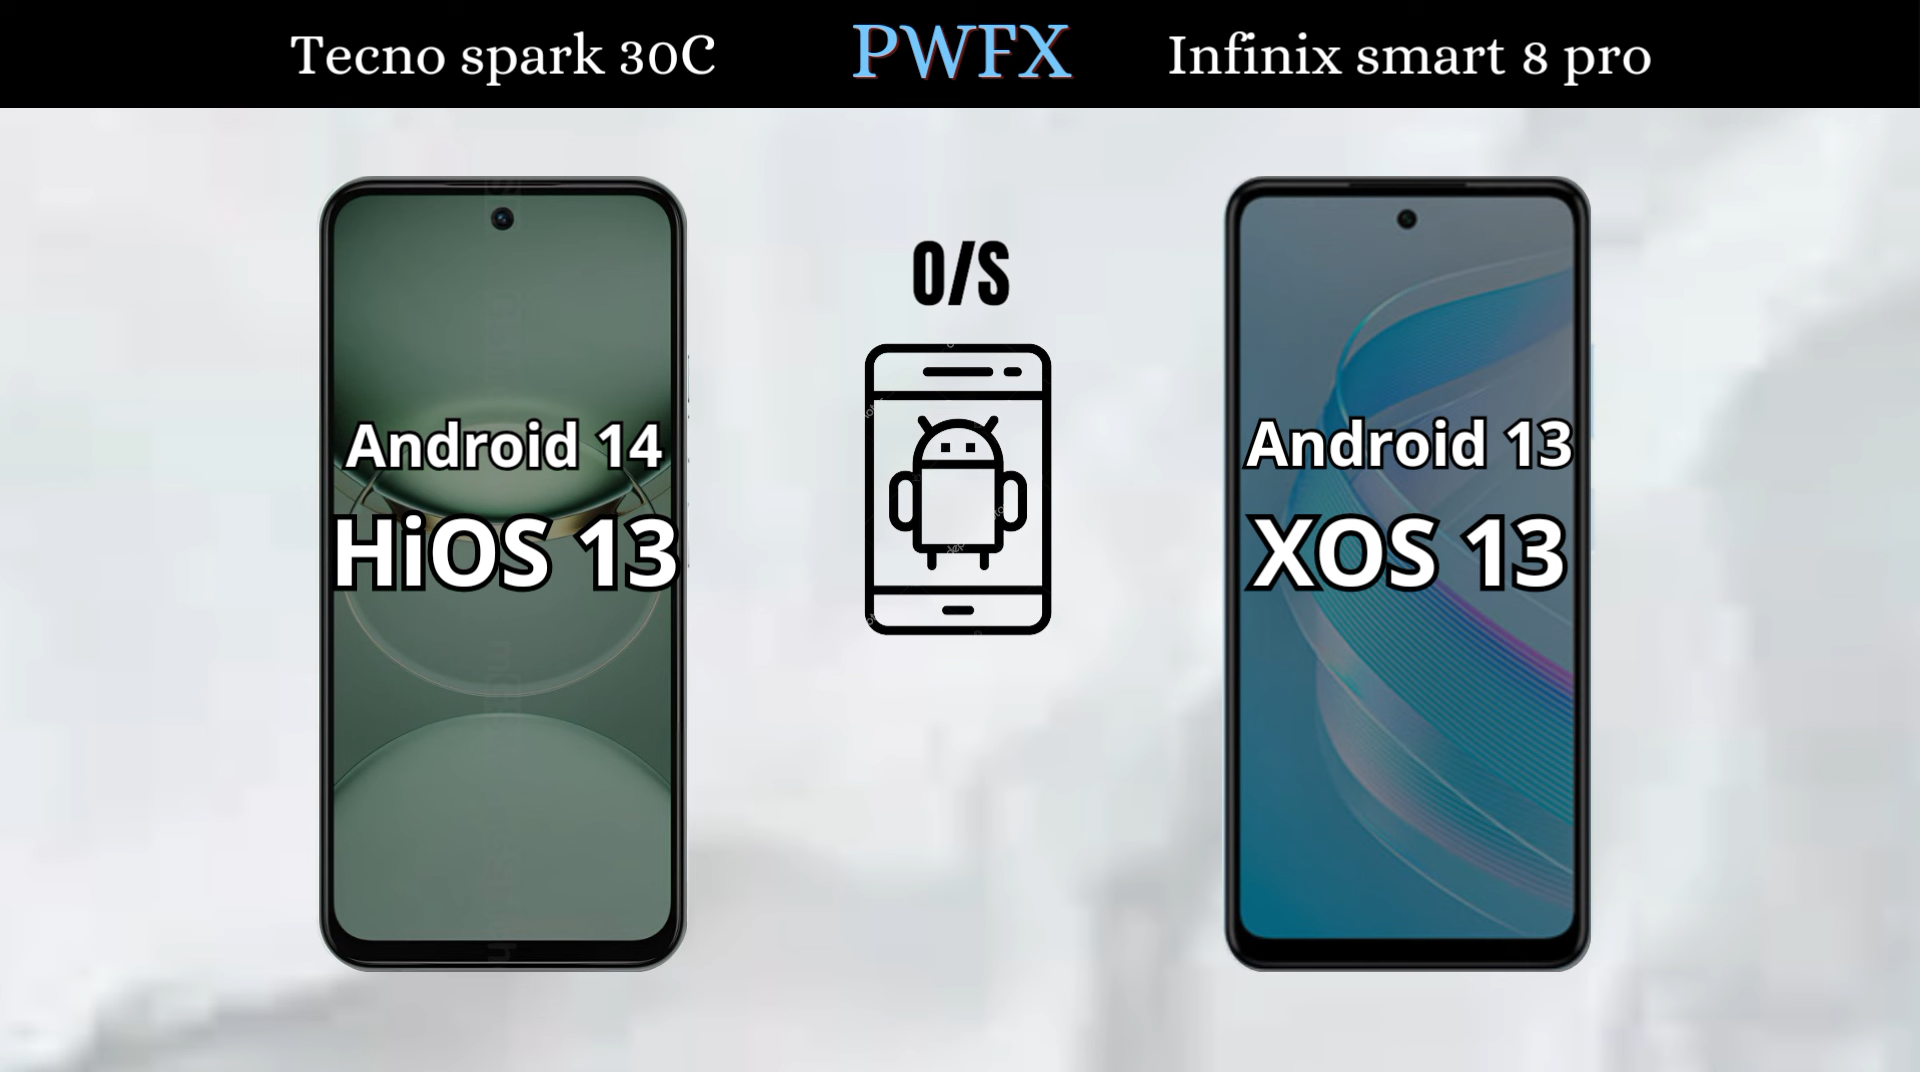 Tecno spark 30C
PWFX
Infinix smart 8 pro
O/S
Android 14
HiOS 13
Android 13
XOS 13